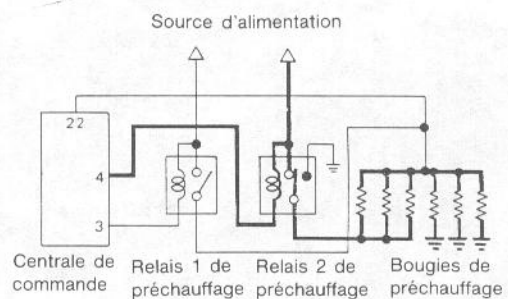 Source d'alimentation
22
4
3
Centrale de
commande
Relais 1 de
préchauffage
Relais 2 de
préchauffage
Bougies de
préchauffage